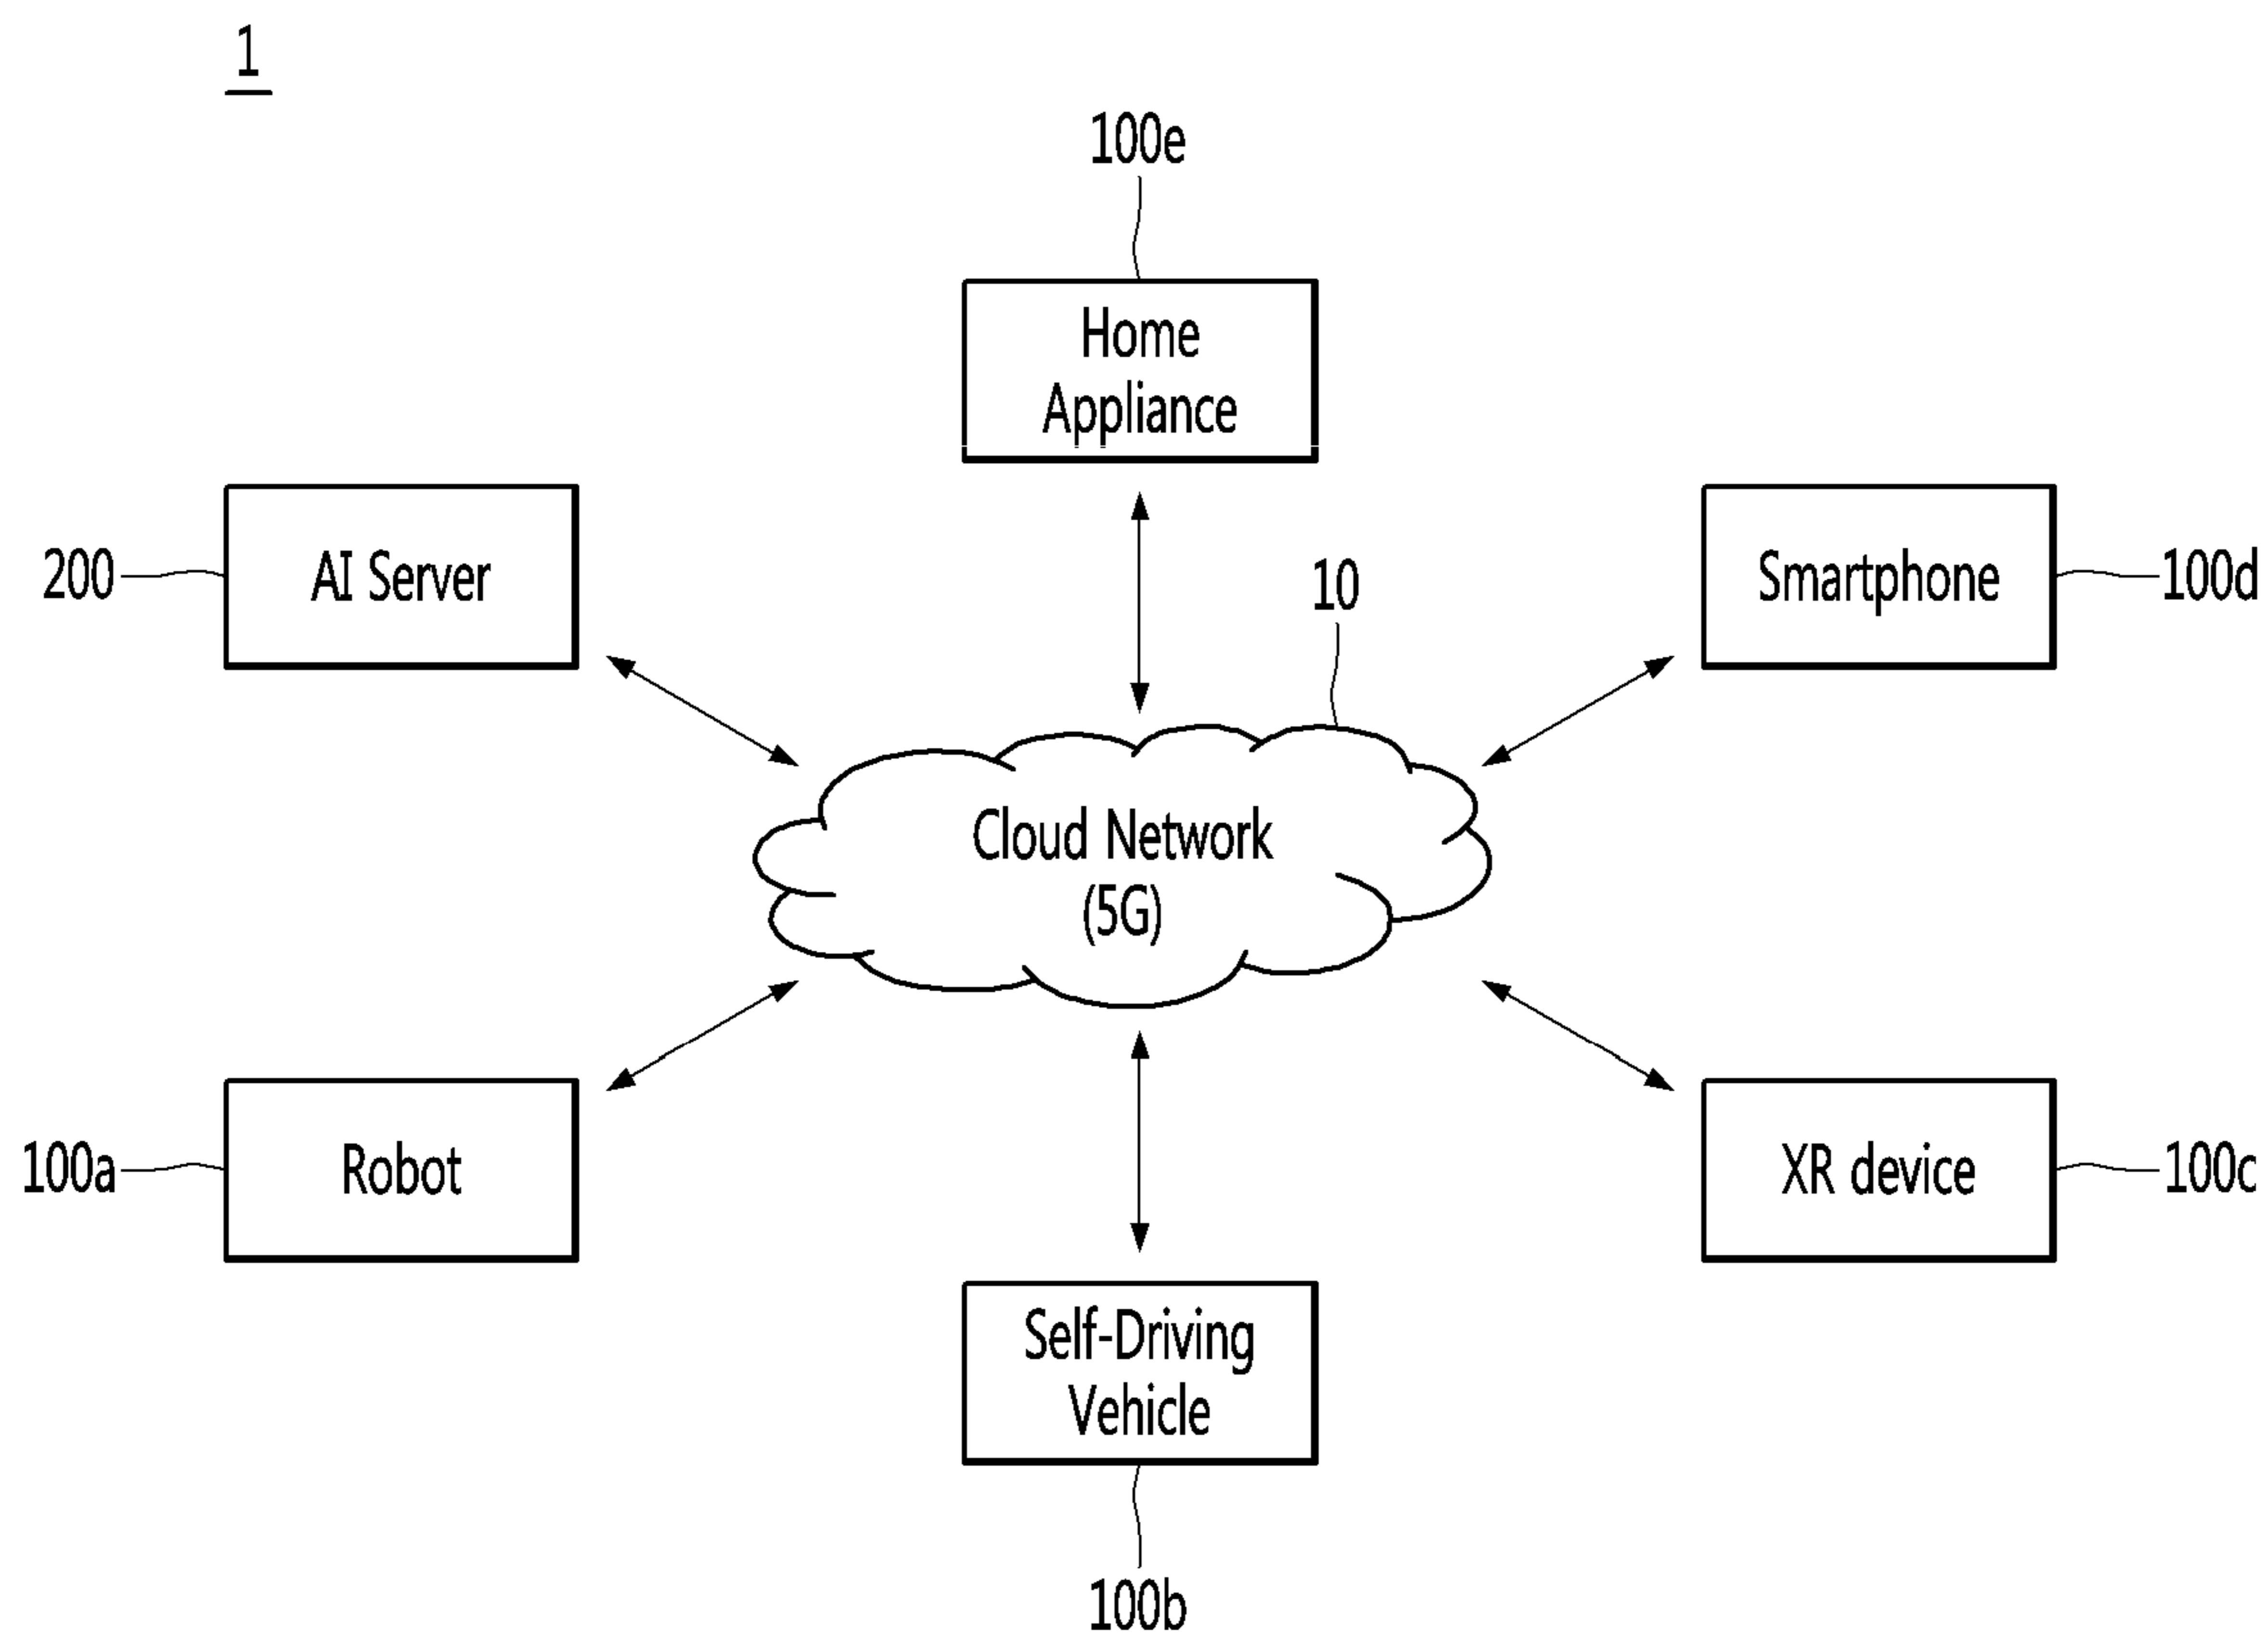 1
100e
Home
Appliance
200
AI Server
10
Smartphone
100d
Cloud Network
(5G)
100a
Robot
XR device
100c
Self-Driving
Vehicle
100b